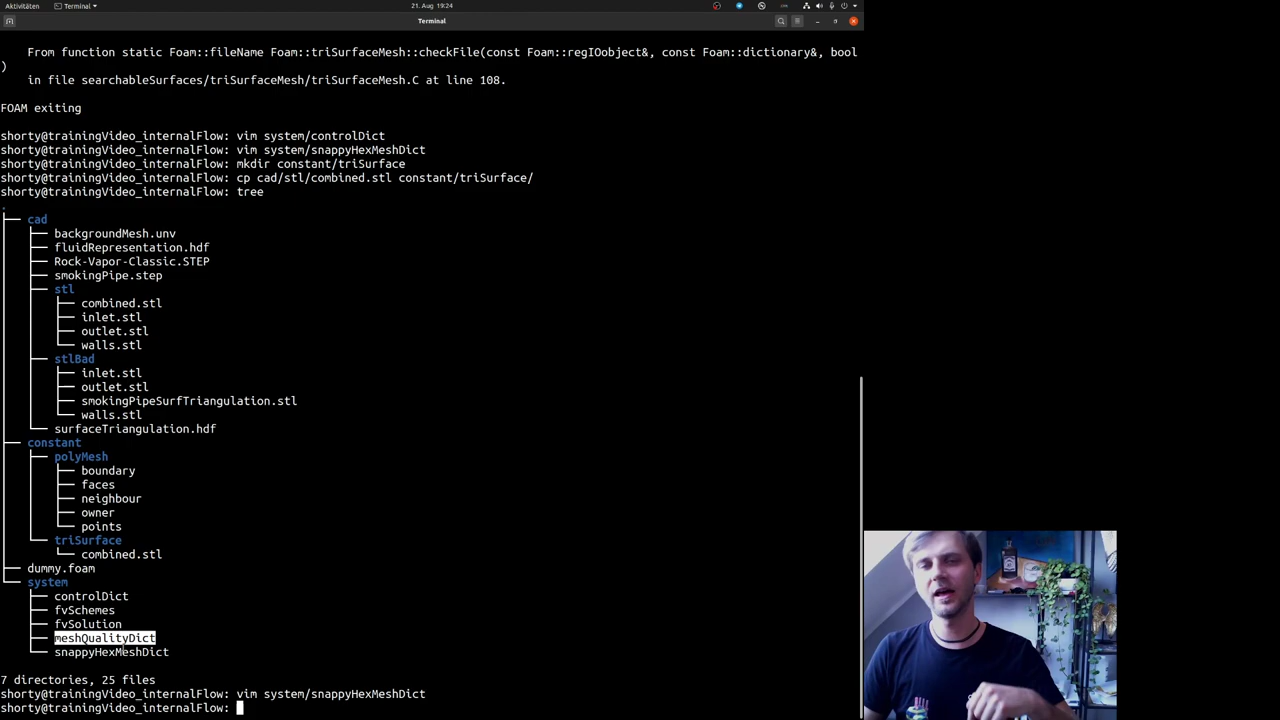 Aktivitäten
Terminal
21. Aug 19:24
Terminal
From function static Foam::fileName Foam::triSurfaceMesh::checkFile(const Foam::regIOobject&, const Foam::dictionary&, bool
)
in file searchableSurfaces/triSurfaceMesh/triSurfaceMesh.C at line 108.
FOAM exiting
shorty@trainingVideo_internalFlow: vim system/controlDict
shorty@trainingVideo_internalFlow: vim system/snappyHexMeshDict
shorty@trainingVideo_internalFlow: mkdir constant/triSurface
shorty@trainingVideo_internalFlow: cp cad/stl/combined.stl constant/triSurface/
shorty@trainingVideo_internalFlow: tree
.
├── cad
│   ├── backgroundMesh.unv
│   ├── fluidRepresentation.hdf
│   ├── Rock-Vapor-Classic.STEP
│   ├── smokingPipe.step
│   ├── stl
│   │   ├── combined.stl
│   │   ├── inlet.stl
│   │   ├── outlet.stl
│   │   └── walls.stl
│   ├── stlBad
│   │   ├── inlet.stl
│   │   ├── outlet.stl
│   │   ├── smokingPipeSurfTriangulation.stl
│   │   └── walls.stl
│   └── surfaceTriangulation.hdf
├── constant
│   ├── polyMesh
│   │   ├── boundary
│   │   ├── faces
│   │   ├── neighbour
│   │   ├── owner
│   │   └── points
│   └── triSurface
│       └── combined.stl
├── dummy.foam
└── system
    ├── controlDict
    ├── fvSchemes
    ├── fvSolution
    ├── meshQualityDict
    └── snappyHexMeshDict
7 directories, 25 files
shorty@trainingVideo_internalFlow: vim system/snappyHexMeshDict
shorty@trainingVideo_internalFlow: